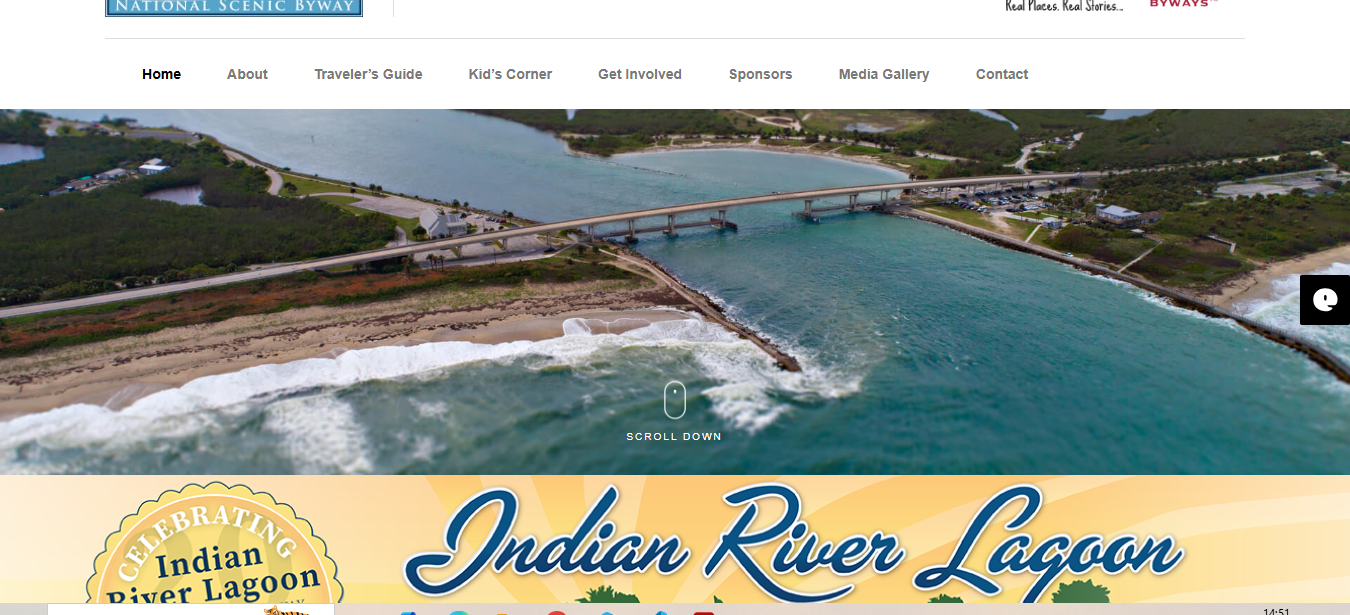 NATIONAL SCENIC BYWAY
Real Places. Real Stories...
BYWAYS™
Home About Traveler’s Guide Kid’s Corner Get Involved Sponsors Media Gallery Contact
SCROLL DOWN
CELEBRATING
Indian
River Lagoon
Indian River Lagoon
14:51